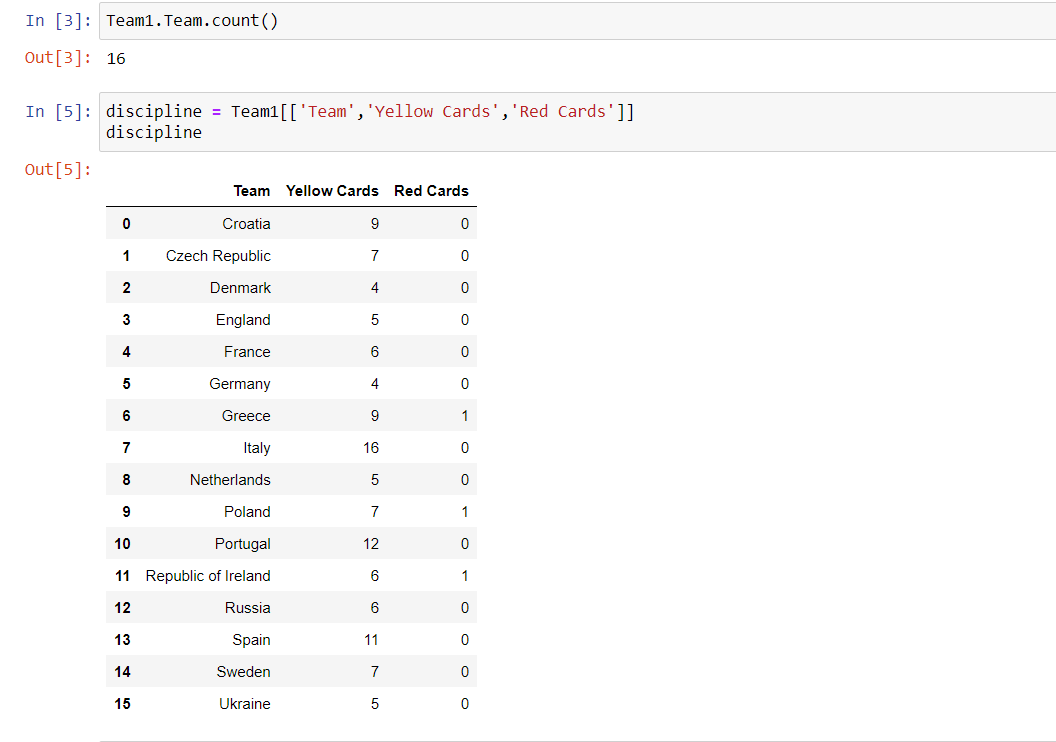 In [3]: Team1.Team.count()
Out[3]: 16
In [5]: discipline = Team1[['Team','Yellow Cards','Red Cards']]
discipline
Out[5]:
Team Yellow Cards Red Cards
0 Croatia 9 0
1 Czech Republic 7 0
2 Denmark 4 0
3 England 5 0
4 France 6 0
5 Germany 4 0
6 Greece 9 1
7 Italy 16 0
8 Netherlands 5 0
9 Poland 7 1
10 Portugal 12 0
11 Republic of Ireland 6 1
12 Russia 6 0
13 Spain 11 0
14 Sweden 7 0
15 Ukraine 5 0